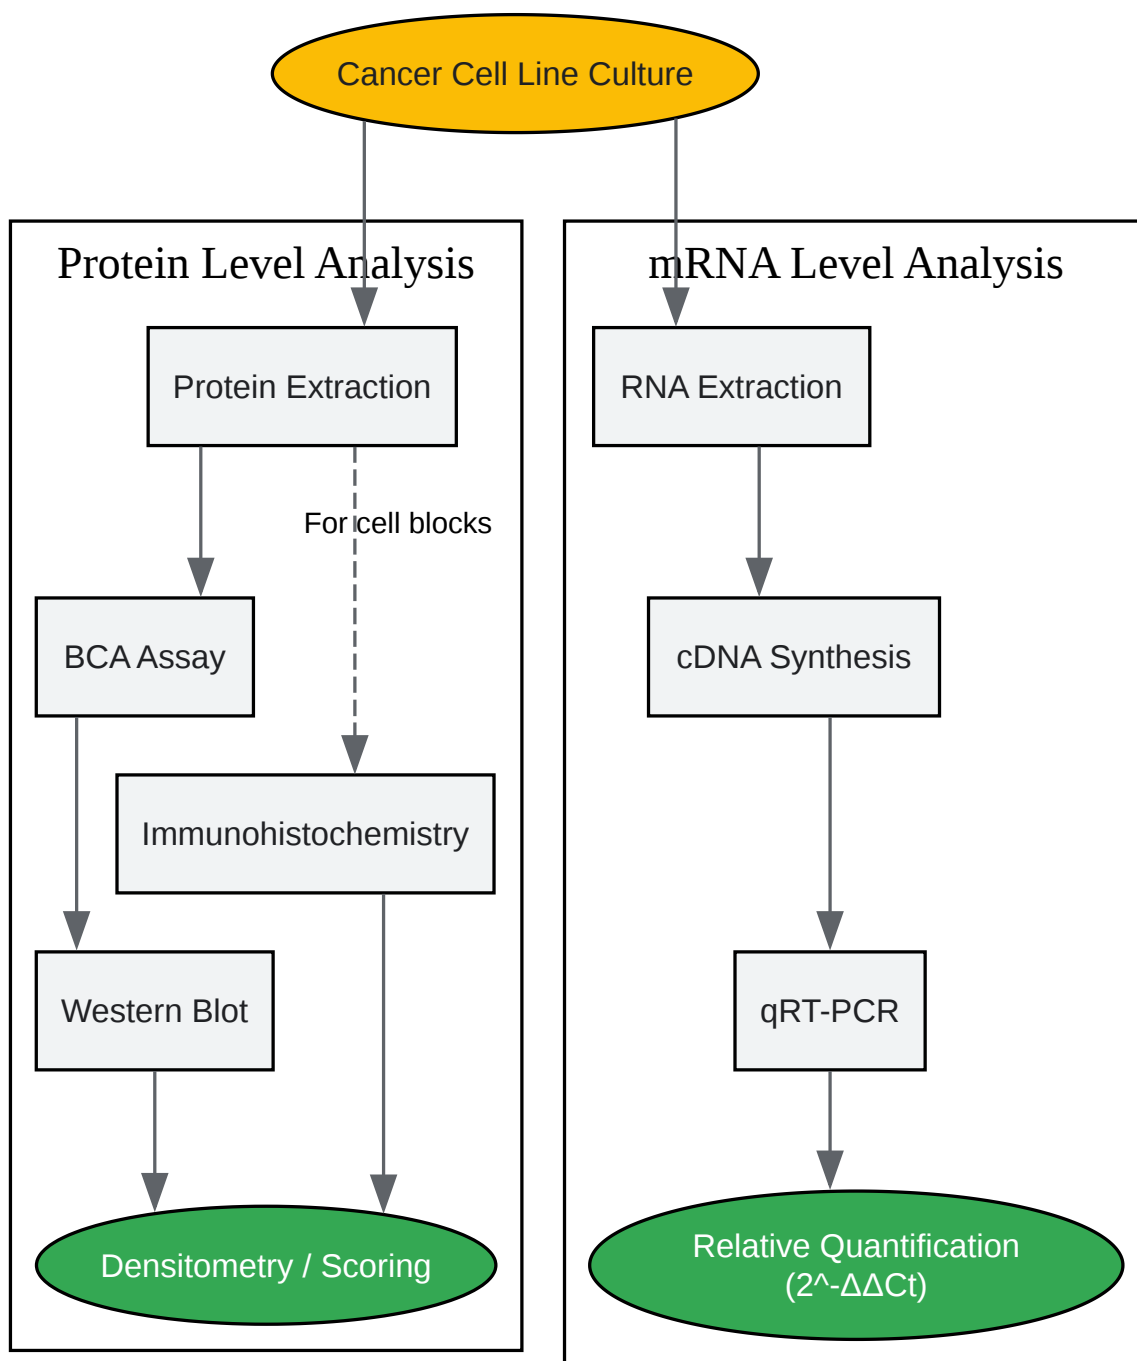 Cancer Cell Line Culture
Protein Level Analysis
Protein Extraction
For cell blocks
BCA Assay
Immunohistochemistry
Western Blot
Densitometry / Scoring
mRNA Level Analysis
RNA Extraction
cDNA Synthesis
qRT-PCR
Relative Quantification
(2^-ΔΔCt)